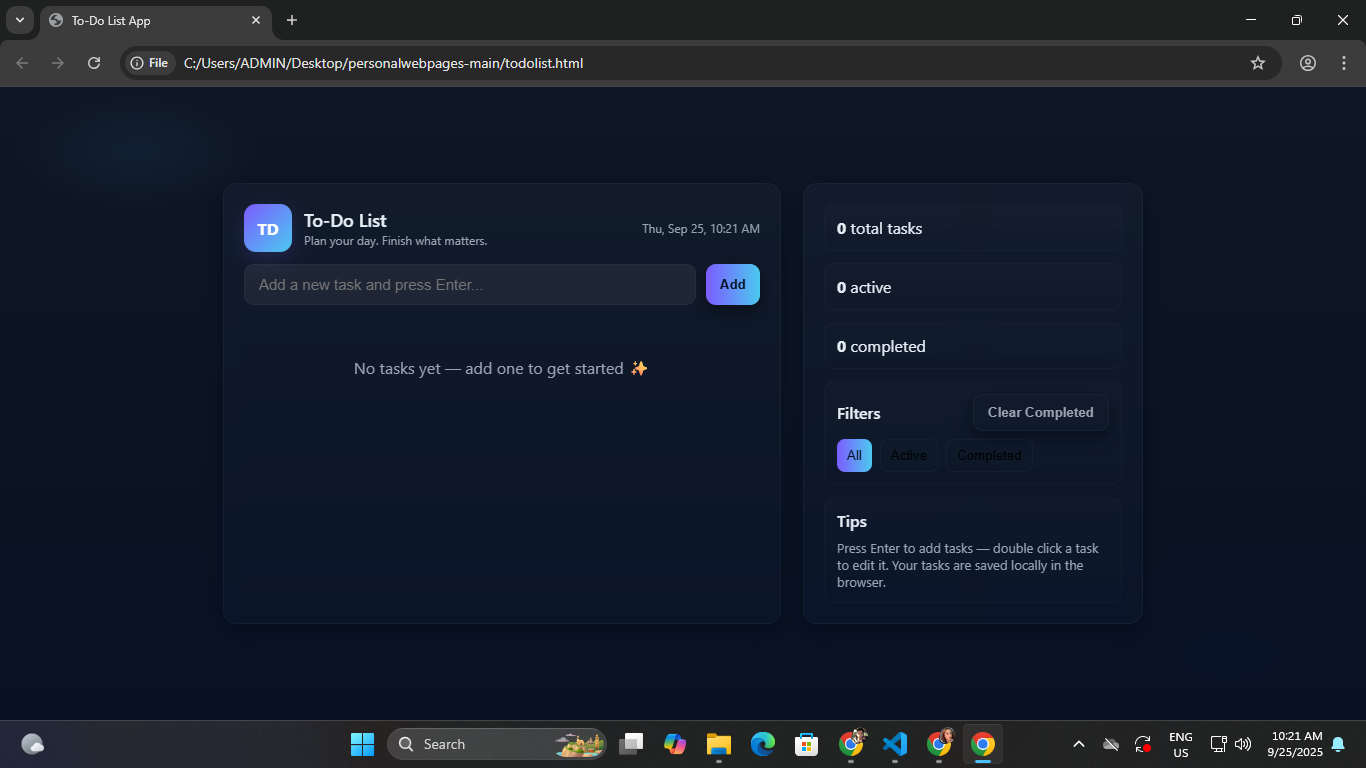 To-Do List App
File
C:/Users/ADMIN/Desktop/personalwebpages-main/todolist.html
TD
To-Do List
Plan your day. Finish what matters.
Thu, Sep 25, 10:21 AM
Add a new task and press Enter...
Add
No tasks yet — add one to get started ✨
0 total tasks
0 active
0 completed
Filters
Clear Completed
All
Active
Completed
Tips
Press Enter to add tasks — double click a task
to edit it. Your tasks are saved locally in the
browser.
Search
ENG
US
10:21 AM
9/25/2025